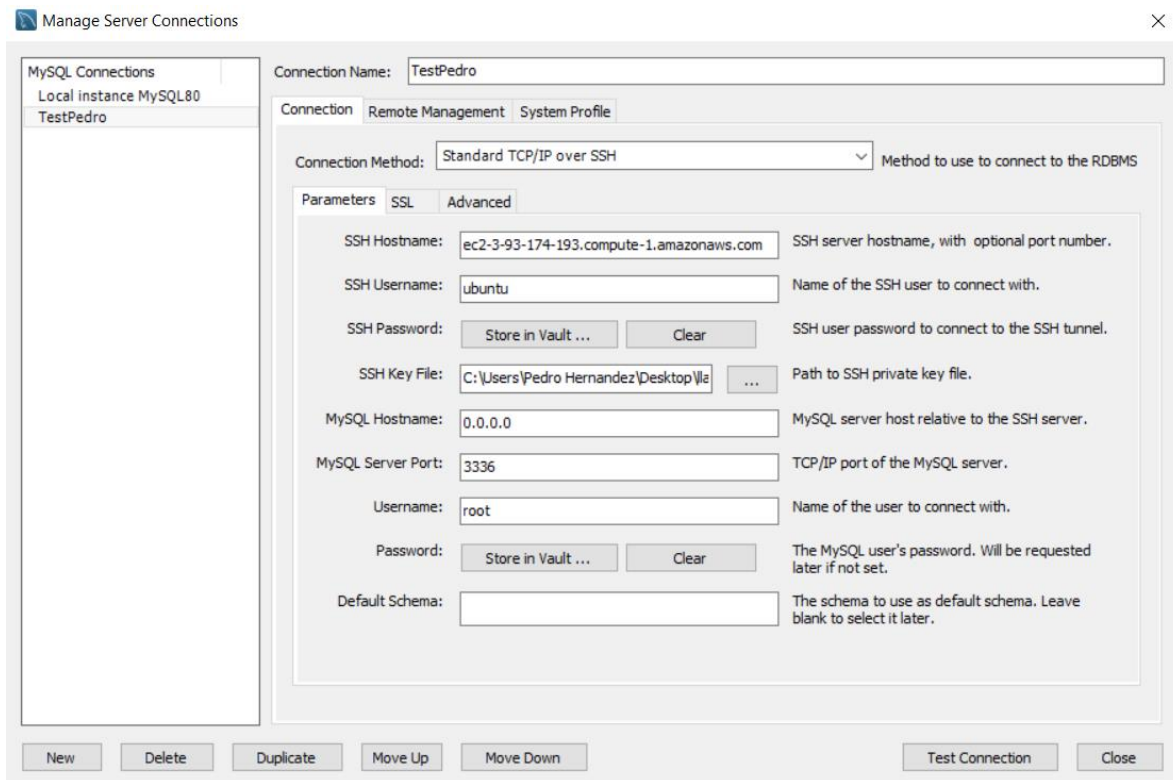 Manage Server Connections
MySQL Connections
Local instance MySQL80
TestPedro
Connection Name: TestPedro
Connection Remote Management System Profile
Connection Method: Standard TCP/IP over SSH Method to use to connect to the RDBMS
Parameters SSL Advanced
SSH Hostname: ec2-3-93-174-193.compute-1.amazonaws.com SSH server hostname, with optional port number.
SSH Username: ubuntu Name of the SSH user to connect with.
SSH Password: Store in Vault ... Clear SSH user password to connect to the SSH tunnel.
SSH Key File: C:\Users\Pedro Hernandez\Desktop\lla ... Path to SSH private key file.
MySQL Hostname: 0.0.0.0 MySQL server host relative to the SSH server.
MySQL Server Port: 3336 TCP/IP port of the MySQL server.
Username: root Name of the user to connect with.
Password: Store in Vault ... Clear The MySQL user's password. Will be requested
later if not set.
Default Schema: The schema to use as default schema. Leave
blank to select it later.
New Delete Duplicate Move Up Move Down Test Connection Close